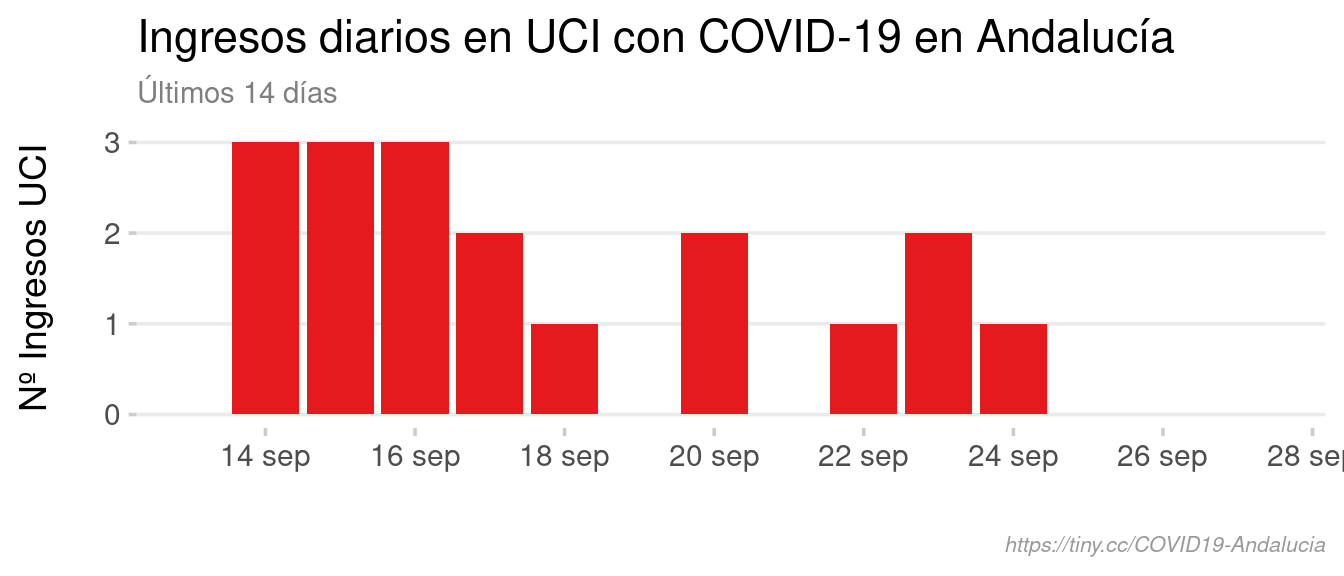 Ingresos diarios en UCI con COVID-19 en Andalucía
Últimos 14 días
Nº Ingresos UCI
3
2
1
0
14 sep 16 sep 18 sep 20 sep 22 sep 24 sep 26 sep 28 sep
https://tiny.cc/COVID19-Andalucia